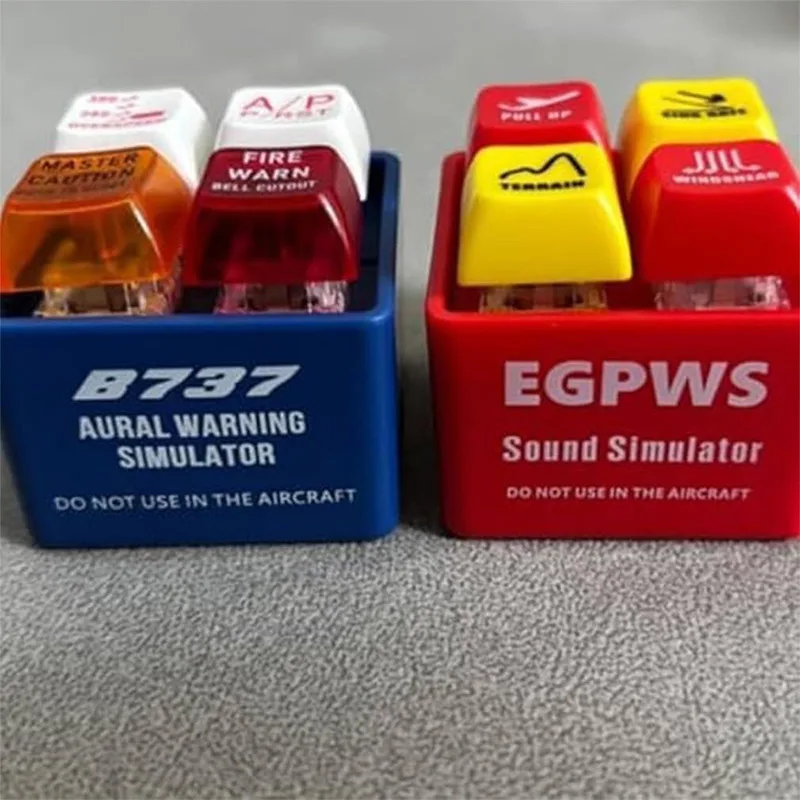 A/P
P/RST
MASTER
CAUTION
FIRE
WARN
BELL CUTOUT
B737
AURAL WARNING
SIMULATOR
DO NOT USE IN THE AIRCRAFT
PULL UP
TERRAIN
WINDSHEAR
EGPWS
Sound Simulator
DO NOT USE IN THE AIRCRAFT